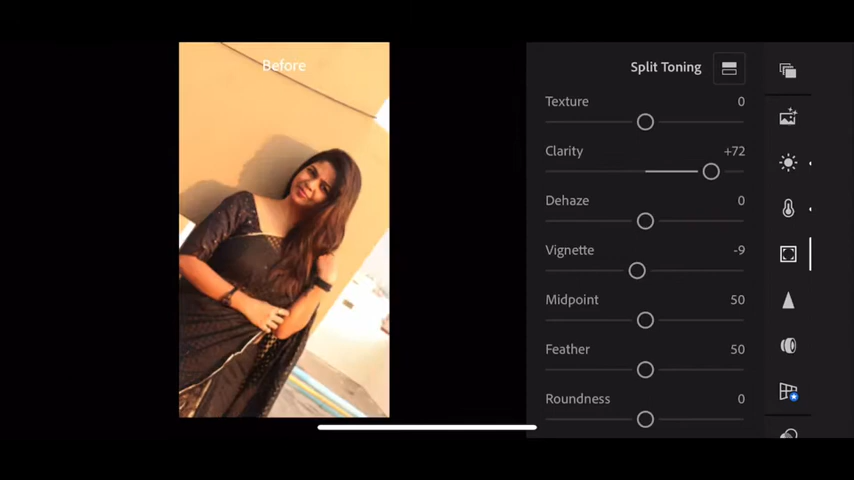 Before
Split Toning
Texture 0
Clarity +72
Dehaze 0
Vignette -9
Midpoint 50
Feather 50
Roundness 0